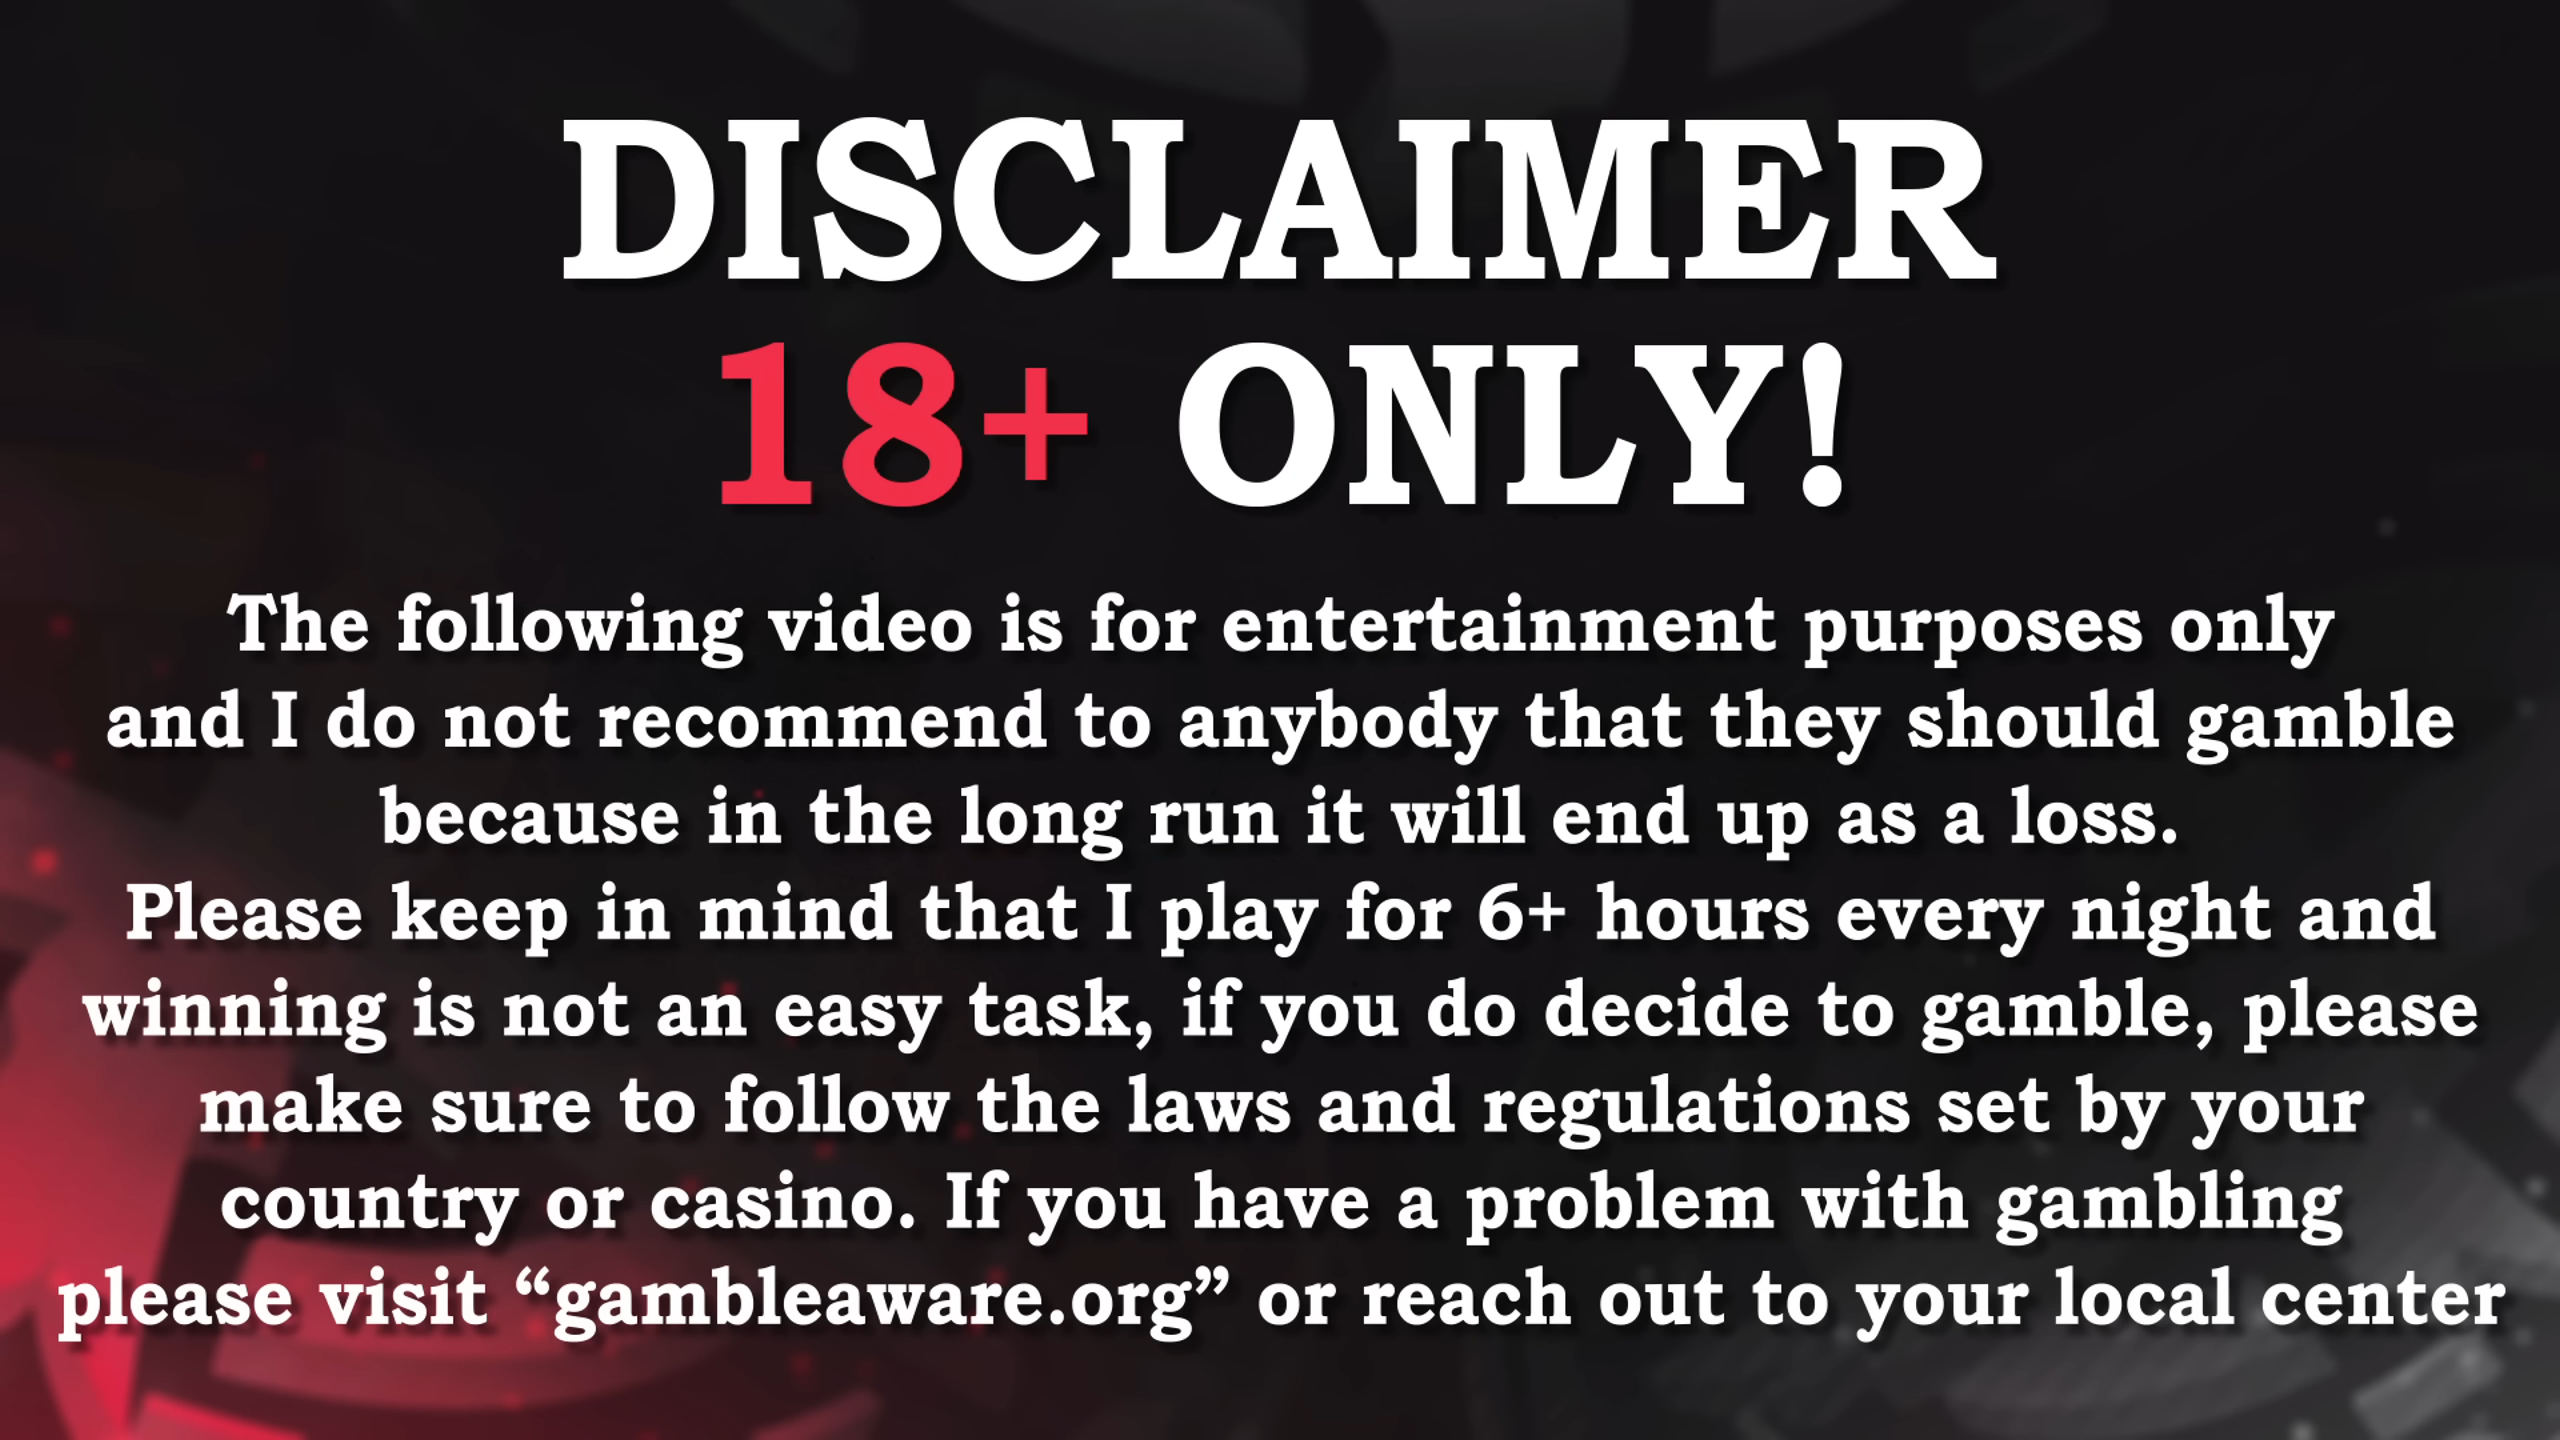 DISCLAIMER
18+ ONLY!
The following video is for entertainment purposes only
and I do not recommend to anybody that they should gamble
because in the long run it will end up as a loss.
Please keep in mind that I play for 6+ hours every night and
winning is not an easy task, if you do decide to gamble, please
make sure to follow the laws and regulations set by your
country or casino. If you have a problem with gambling
please visit “gambleaware.org” or reach out to your local center